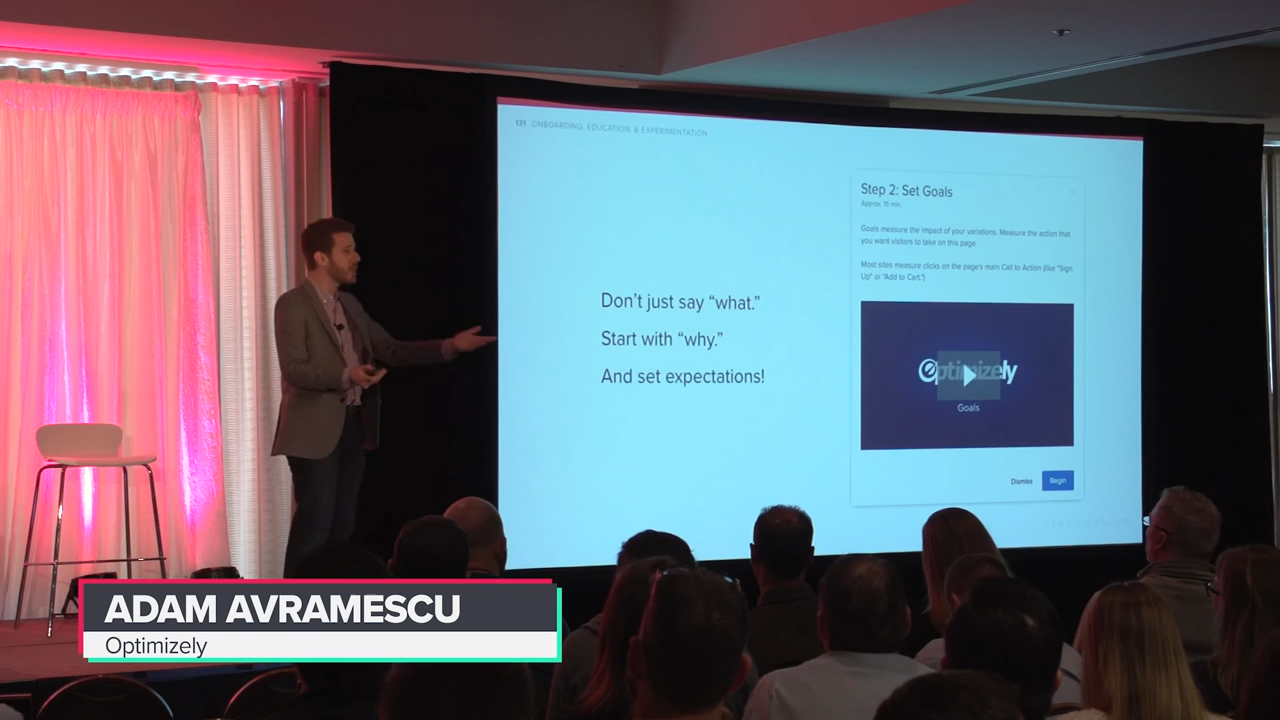 131 ONBOARDING, EDUCATION, & EXPERIMENTATION
Don't just say “what.”
Start with “why.”
And set expectations!
Step 2: Set Goals
Approx. 15 min.
Goals measure the impact of your variations. Measure the action that
you want visitors to take on this page.
Most sites measure clicks on the page's main Call to Action (like "Sign
Up" or "Add to Cart.")
Optimizely
Goals
Dismiss
Begin
ADAM AVRAMESCU
Optimizely